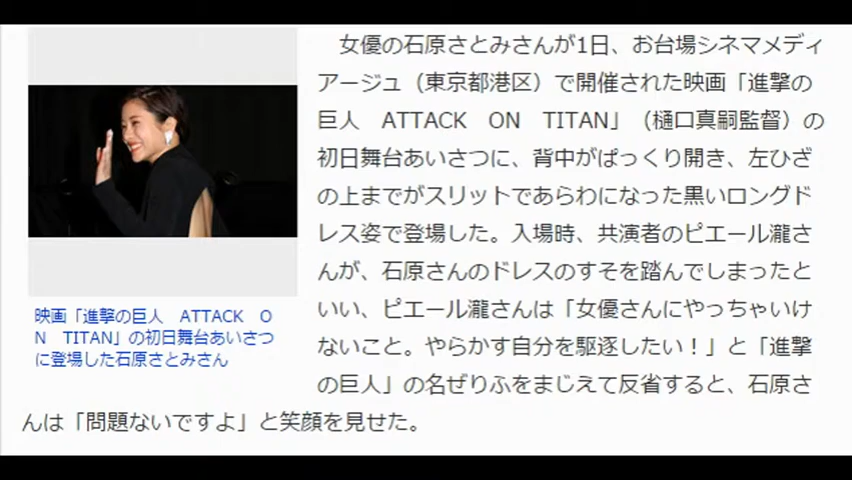 女優の石原さとみさんが1日、お台場シネマメディ
アージュ（東京都港区）で開催された映画「進撃の
巨人　ATTACK　ON　TITAN」（樋口真嗣監督）の
初日舞台あいさつに、背中がぱっくり開き、左ひざ
の上までがスリットであらわになった黒いロングド
レス姿で登場した。入場時、共演者のピエール瀧さ
んが、石原さんのドレスのすそを踏んでしまったと
いい、ピエール瀧さんは「女優さんにやっちゃいけ
ないこと。やらかす自分を駆逐したい！」と「進撃
の巨人」の名ぜりふをまじえて反省すると、石原さ
んは「問題ないですよ」と笑顔を見せた。
映画「進撃の巨人　ATTACK　O
N　TITAN」の初日舞台あいさつ
に登場した石原さとみさん